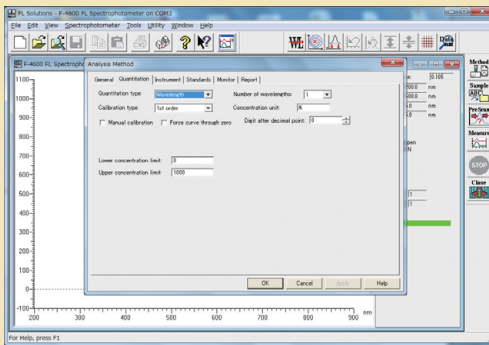 FL Solutions - F-4600 FL Spectrophotometer on COM3
File Edit View Spectrophotometer Tools Utility Window Help
F-4600 FL Spectroph
Analysis Method
General Quantitation Instrument Standards Monitor Report
Quantitation type: Wavelength Number of wavelengths: 1
Calibration type: 1st order Concentration unit: %
Manual calibration Force curve through zero Digit after decimal point: 0
Lower concentration limit: 0
Upper concentration limit: 1000
OK Cancel Apply Help
0.105
nm
nm
Method
Sample
ABC
Pre Scan
Measure
STOP
Close
1100
1000
900
800
700
600
500
400
300
200
100
0
-100
200 300 400 500 600 700 800 900 nm
For Help, press F1